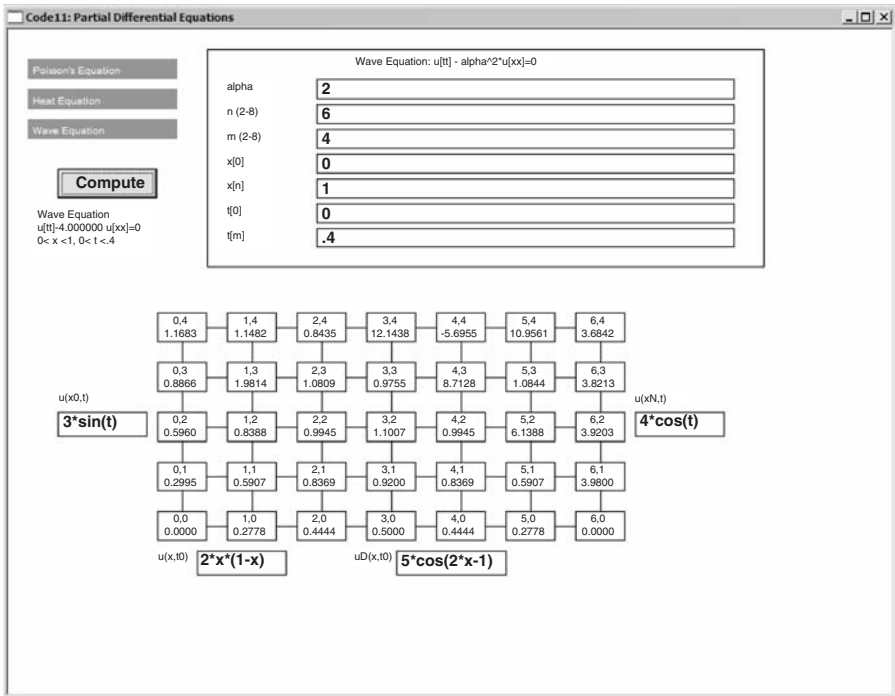 Code11: Partial Differential Equations
Poisson's Equation
Heat Equation
Wave Equation
Compute
Wave Equation
u[tt]-4.000000 u[xx]=0
0< x <1, 0< t <.4
Wave Equation: u[tt] - alpha^2*u[xx]=0
alpha 2
n (2-8) 6
m (2-8) 4
x[0] 0
x[n] 1
t[0] 0
t[m] .4
0,4 1,4 2,4 3,4 4,4 5,4 6,4
1.1683 1.1482 0.8435 12.1438 -5.6955 10.9561 3.6842
0,3 1,3 2,3 3,3 4,3 5,3 6,3
0.8866 1.9814 1.0809 0.9755 8.7128 1.0844 3.8213
u(x0,t) u(xN,t)
3*sin(t) 4*cos(t)
0,2 1,2 2,2 3,2 4,2 5,2 6,2
0.5960 0.8388 0.9945 1.1007 0.9945 6.1388 3.9203
0,1 1,1 2,1 3,1 4,1 5,1 6,1
0.2995 0.5907 0.8369 0.9200 0.8369 0.5907 3.9800
0,0 1,0 2,0 3,0 4,0 5,0 6,0
0.0000 0.2778 0.4444 0.5000 0.4444 0.2778 0.0000
u(x,t0) 2*x*(1-x) uD(x,t0) 5*cos(2*x-1)